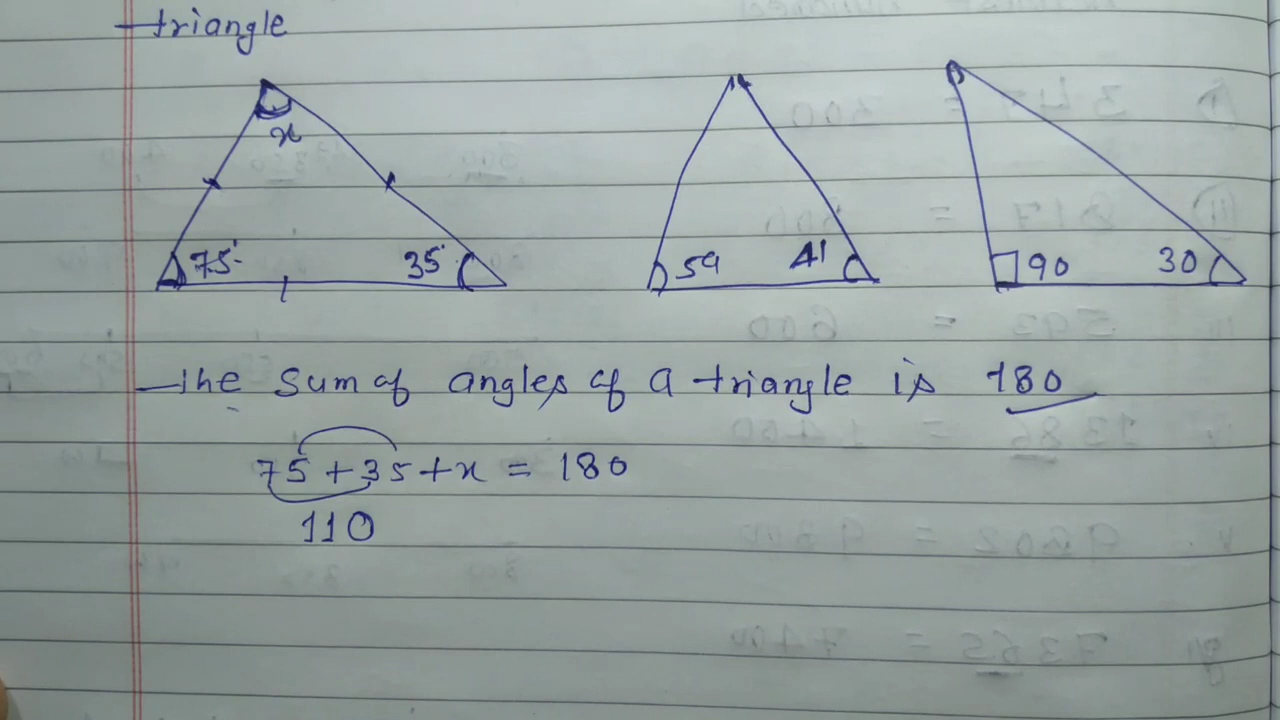 triangle
x
75° 35° 59 41 90 30
The sum of angles of a triangle is 180
75 + 35 + x = 180
110